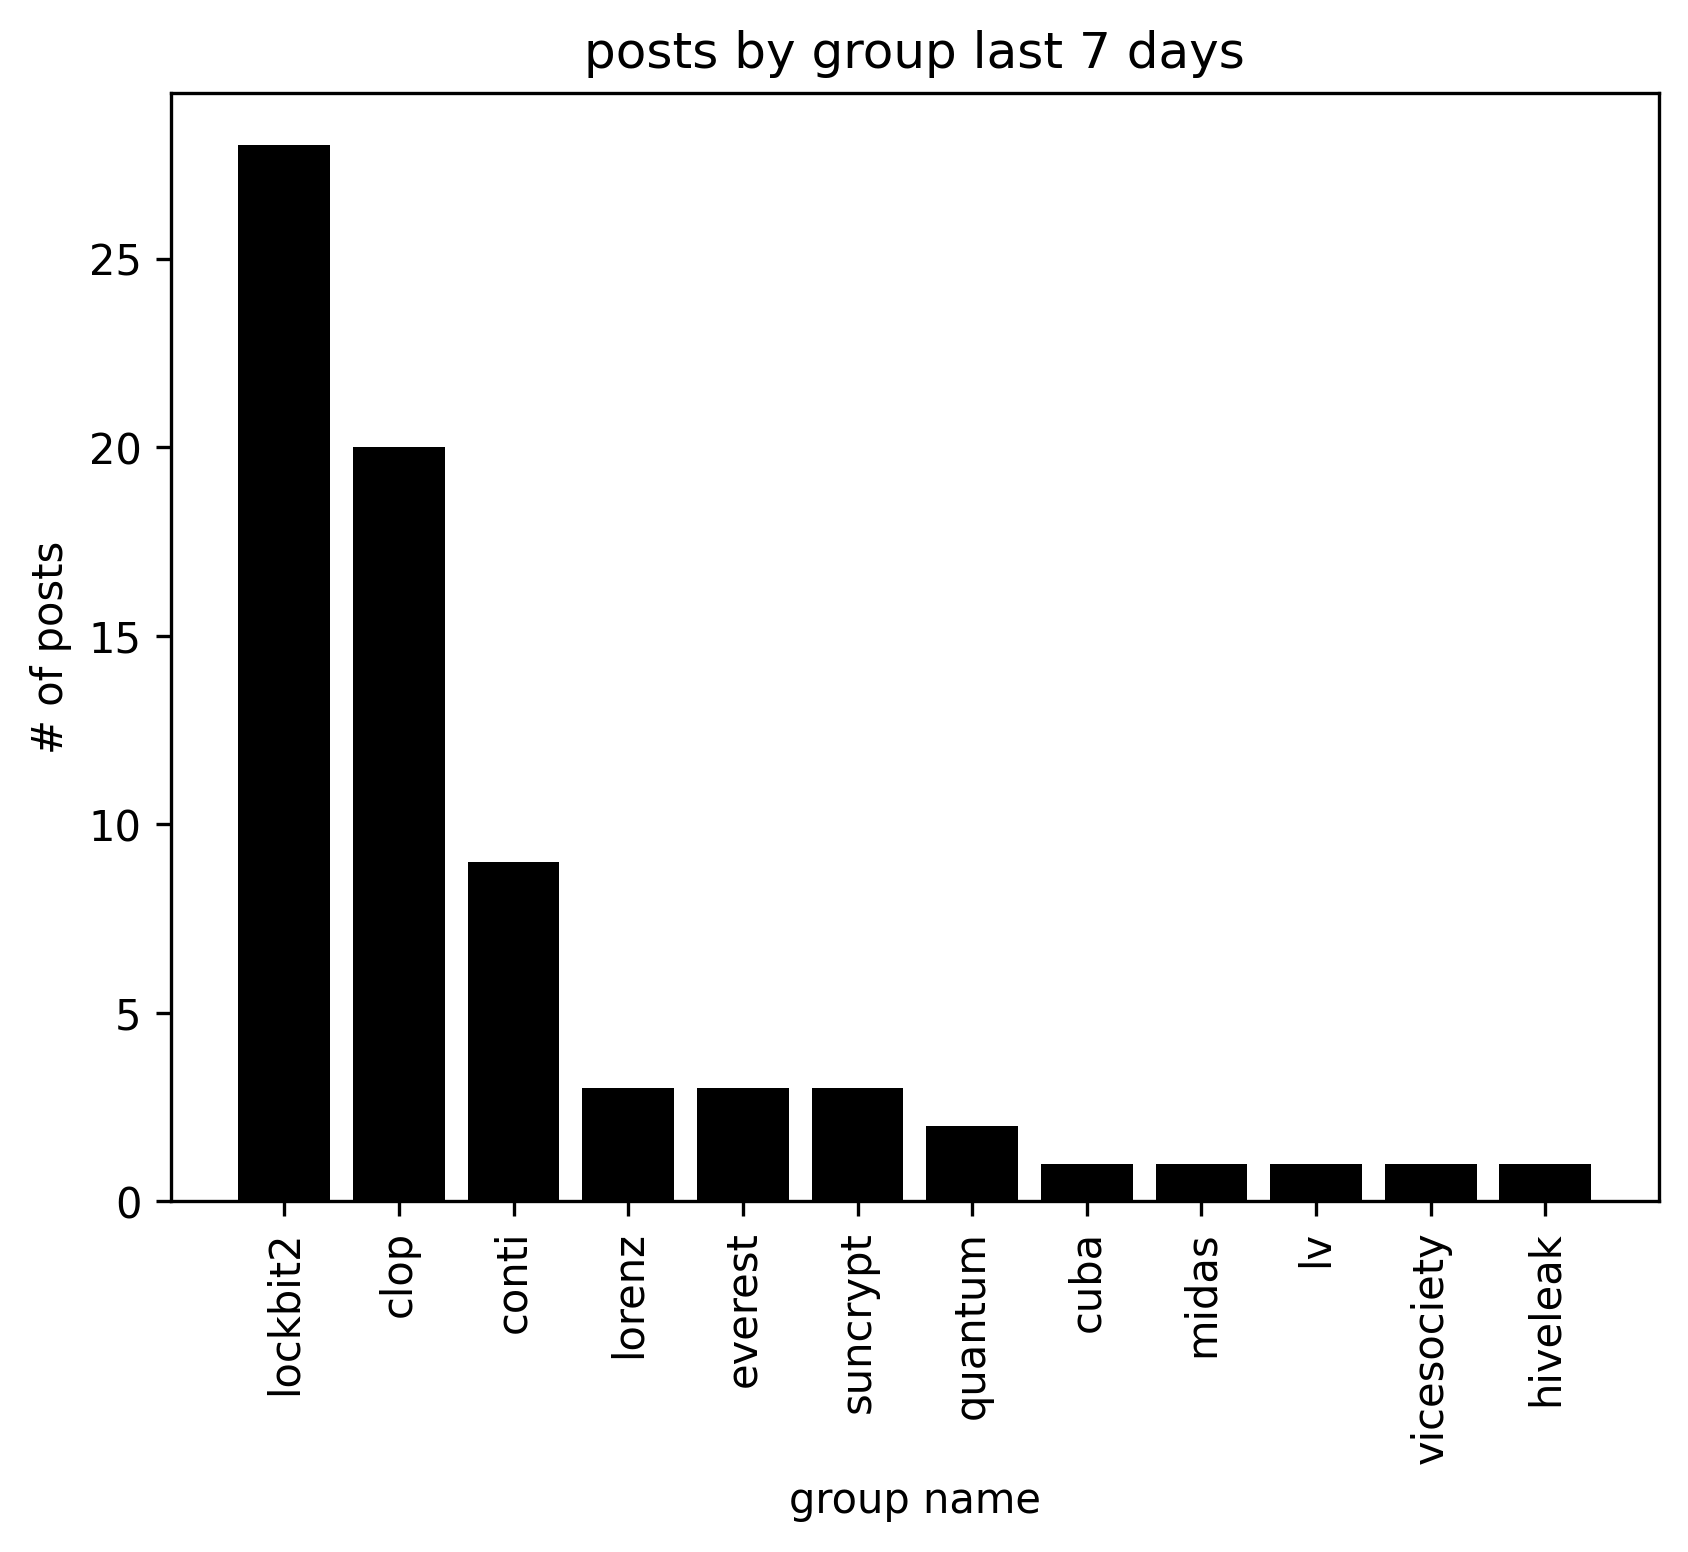 posts by group last 7 days
# of posts
25
20
15
10
5
0
lockbit2
clop
conti
lorenz
everest
suncrypt
quantum
cuba
midas
lv
vicesociety
hiveleak
group name